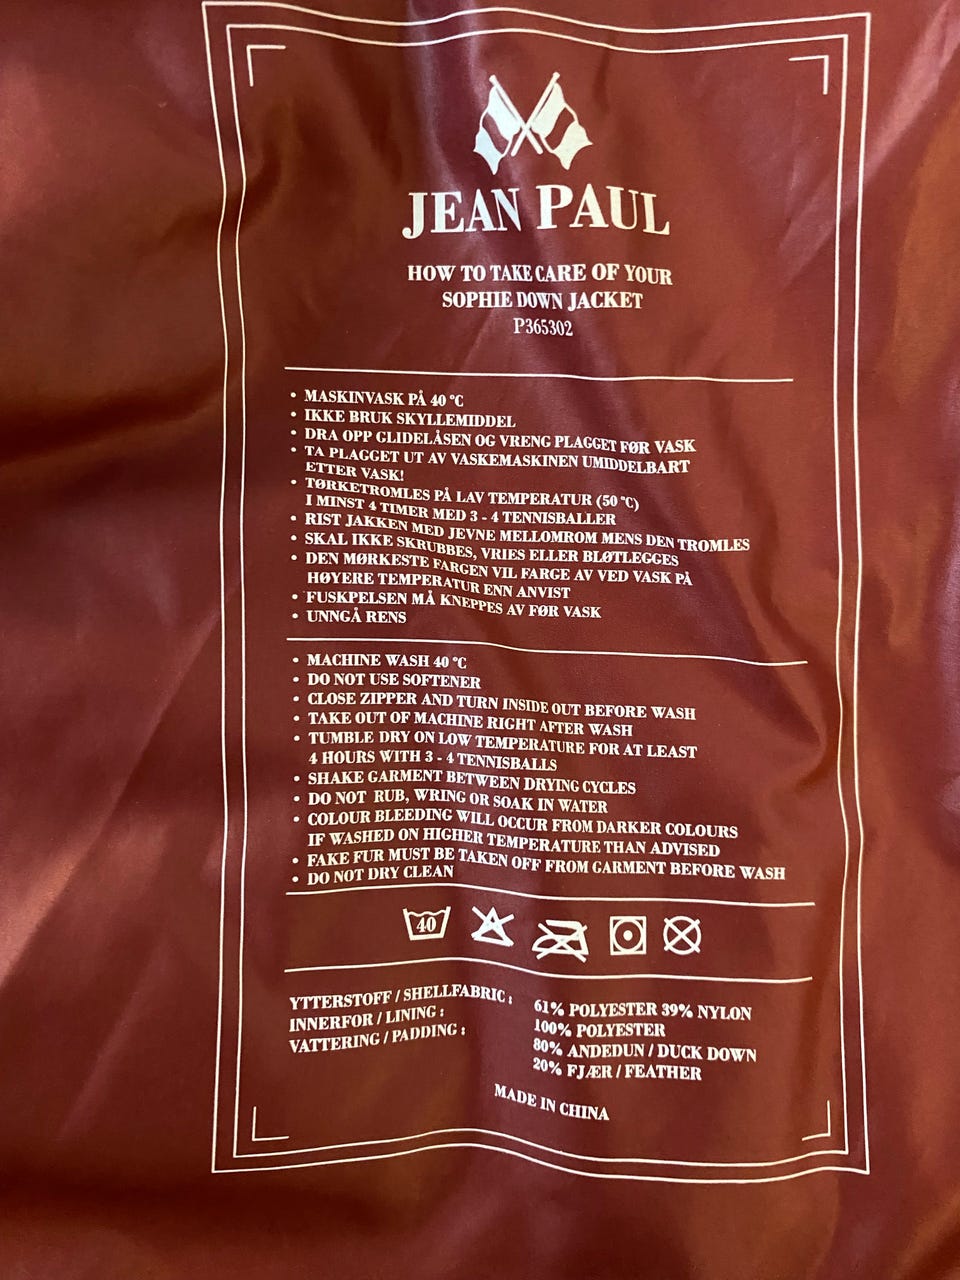 JEAN PAUL
HOW TO TAKE CARE OF YOUR
SOPHIE DOWN JACKET
P365302
• MASKINVASK PÅ 40 °C
• IKKE BRUK SKYLLEMIDDEL
• DRA OPP GLIDELÅSEN OG VRENG PLAGGET FØR VASK
• TA PLAGGET UT AV VASKEMASKINEN UMIDDELBART
ETTER VASK!
• TØRKETROMLES PÅ LAV TEMPERATUR (50 °C)
I MINST 4 TIMER MED 3 - 4 TENNISBALLER
• RIST JAKKEN MED JEVNE MELLOMROM MENS DEN TROMLES
• SKAL IKKE SKRUBBES, VRIES ELLER BLØTLEGGES
• DEN MØRKESTE FARGEN VIL FARGE AV VED VASK PÅ
HØYERE TEMPERATUR ENN ANVIST
• FUSKPELSEN MÅ KNEPPES AV FØR VASK
• UNNGÅ RENS
• MACHINE WASH 40 °C
• DO NOT USE SOFTENER
• CLOSE ZIPPER AND TURN INSIDE OUT BEFORE WASH
• TAKE OUT OF MACHINE RIGHT AFTER WASH
• TUMBLE DRY ON LOW TEMPERATURE FOR AT LEAST
4 HOURS WITH 3 - 4 TENNISBALLS
• SHAKE GARMENT BETWEEN DRYING CYCLES
• DO NOT RUB, WRING OR SOAK IN WATER
• COLOUR BLEEDING WILL OCCUR FROM DARKER COLOURS
IF WASHED ON HIGHER TEMPERATURE THAN ADVISED
• FAKE FUR MUST BE TAKEN OFF FROM GARMENT BEFORE WASH
• DO NOT DRY CLEAN
40
YTTERSTOFF / SHELLFABRIC : 61% POLYESTER 39% NYLON
INNERFOR / LINING : 100% POLYESTER
VATTERING / PADDING : 80% ANDEDUN / DUCK DOWN
20% FJÆR / FEATHER
MADE IN CHINA